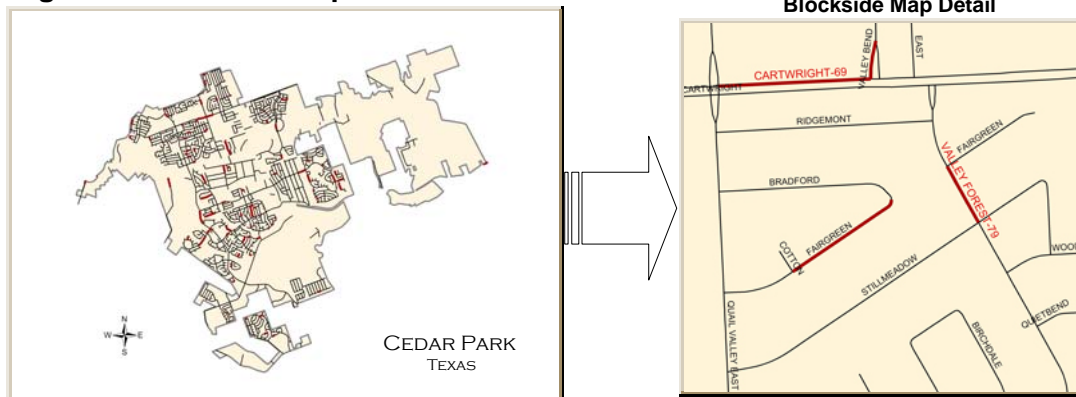 Blockside Map Detail
N
W E
S
CEDAR PARK
TEXAS
CARTWRIGHT-69
VALLEY BEND
EAST
CARTWRIGHT
RIDGEMONT
FAIRGREEN
VALLEY FOREST-79
BRADFORD
FAIRGREEN
COTTON
STILLMEADOW
QUAIL VALLEY EAST
QUIETBEND
BIRCHDALE